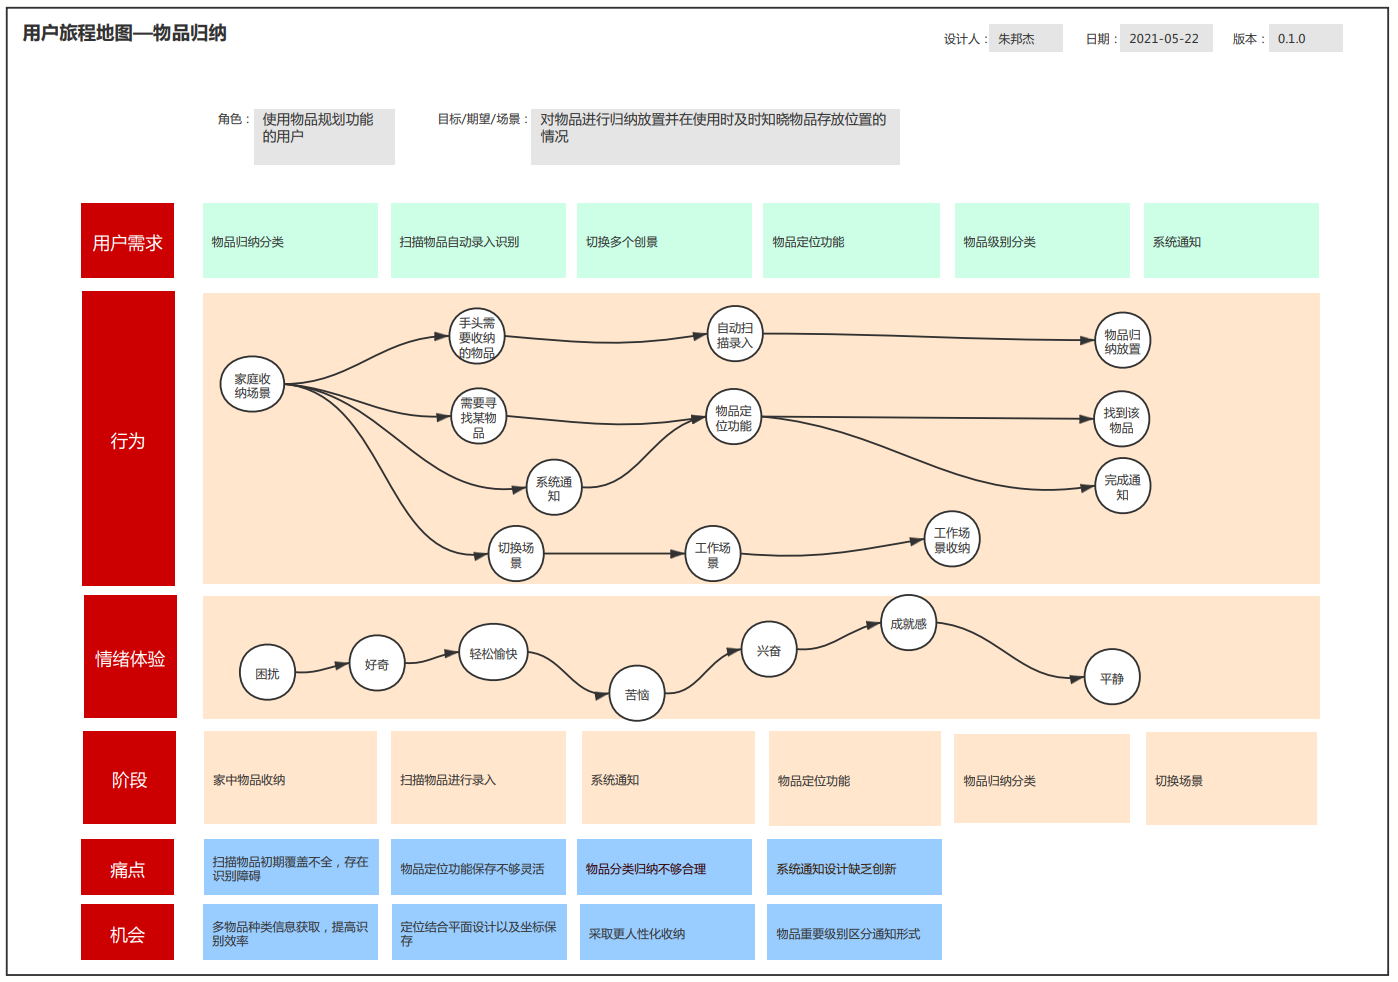 用户旅程地图—物品归纳
设计人：
朱邦杰
日期：
2021-05-22
版本：
0.1.0
角色：
使用物品规划功能
的用户
目标/期望/场景：
对物品进行归纳放置并在使用时及时知晓物品存放位置的
情况
用户需求
物品归纳分类
扫描物品自动录入识别
切换多个创景
物品定位功能
物品级别分类
系统通知
行为
家庭收
纳场景
手头需
要收纳
的物品
自动扫
描录入
物品归
纳放置
需要寻
找某物
品
物品定
位功能
找到该
物品
系统通
知
完成通
知
切换场
景
工作场
景
工作场
景收纳
情绪体验
困扰
好奇
轻松愉快
苦恼
兴奋
成就感
平静
阶段
家中物品收纳
扫描物品进行录入
系统通知
物品定位功能
物品归纳分类
切换场景
痛点
扫描物品初期覆盖不全，存在
识别障碍
物品定位功能保存不够灵活
物品分类归纳不够合理
系统通知设计缺乏创新
机会
多物品种类信息获取，提高识
别效率
定位结合平面设计以及坐标保
存
采取更人性化收纳
物品重要级别区分通知形式